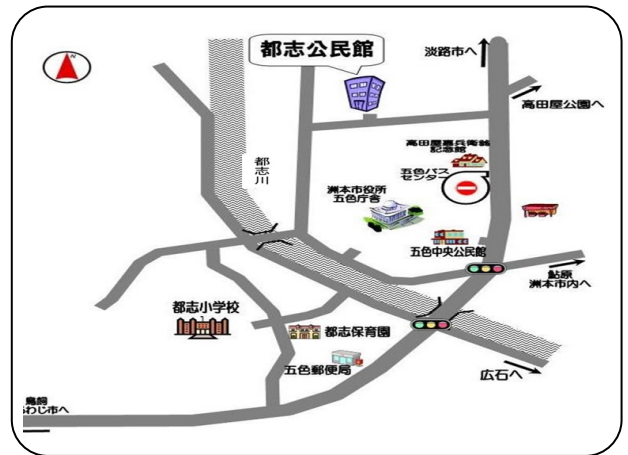 N
都志公民館
淡路市へ
高田屋公園へ
高田屋嘉兵衛翁
記念館
五色バス
センター
都志川
洲本市役所
五色庁舎
五色中央公民館
鮎原
洲本市内へ
都志小学校
都志保育園
五色郵便局
広石へ
鳥飼
わじ市へ